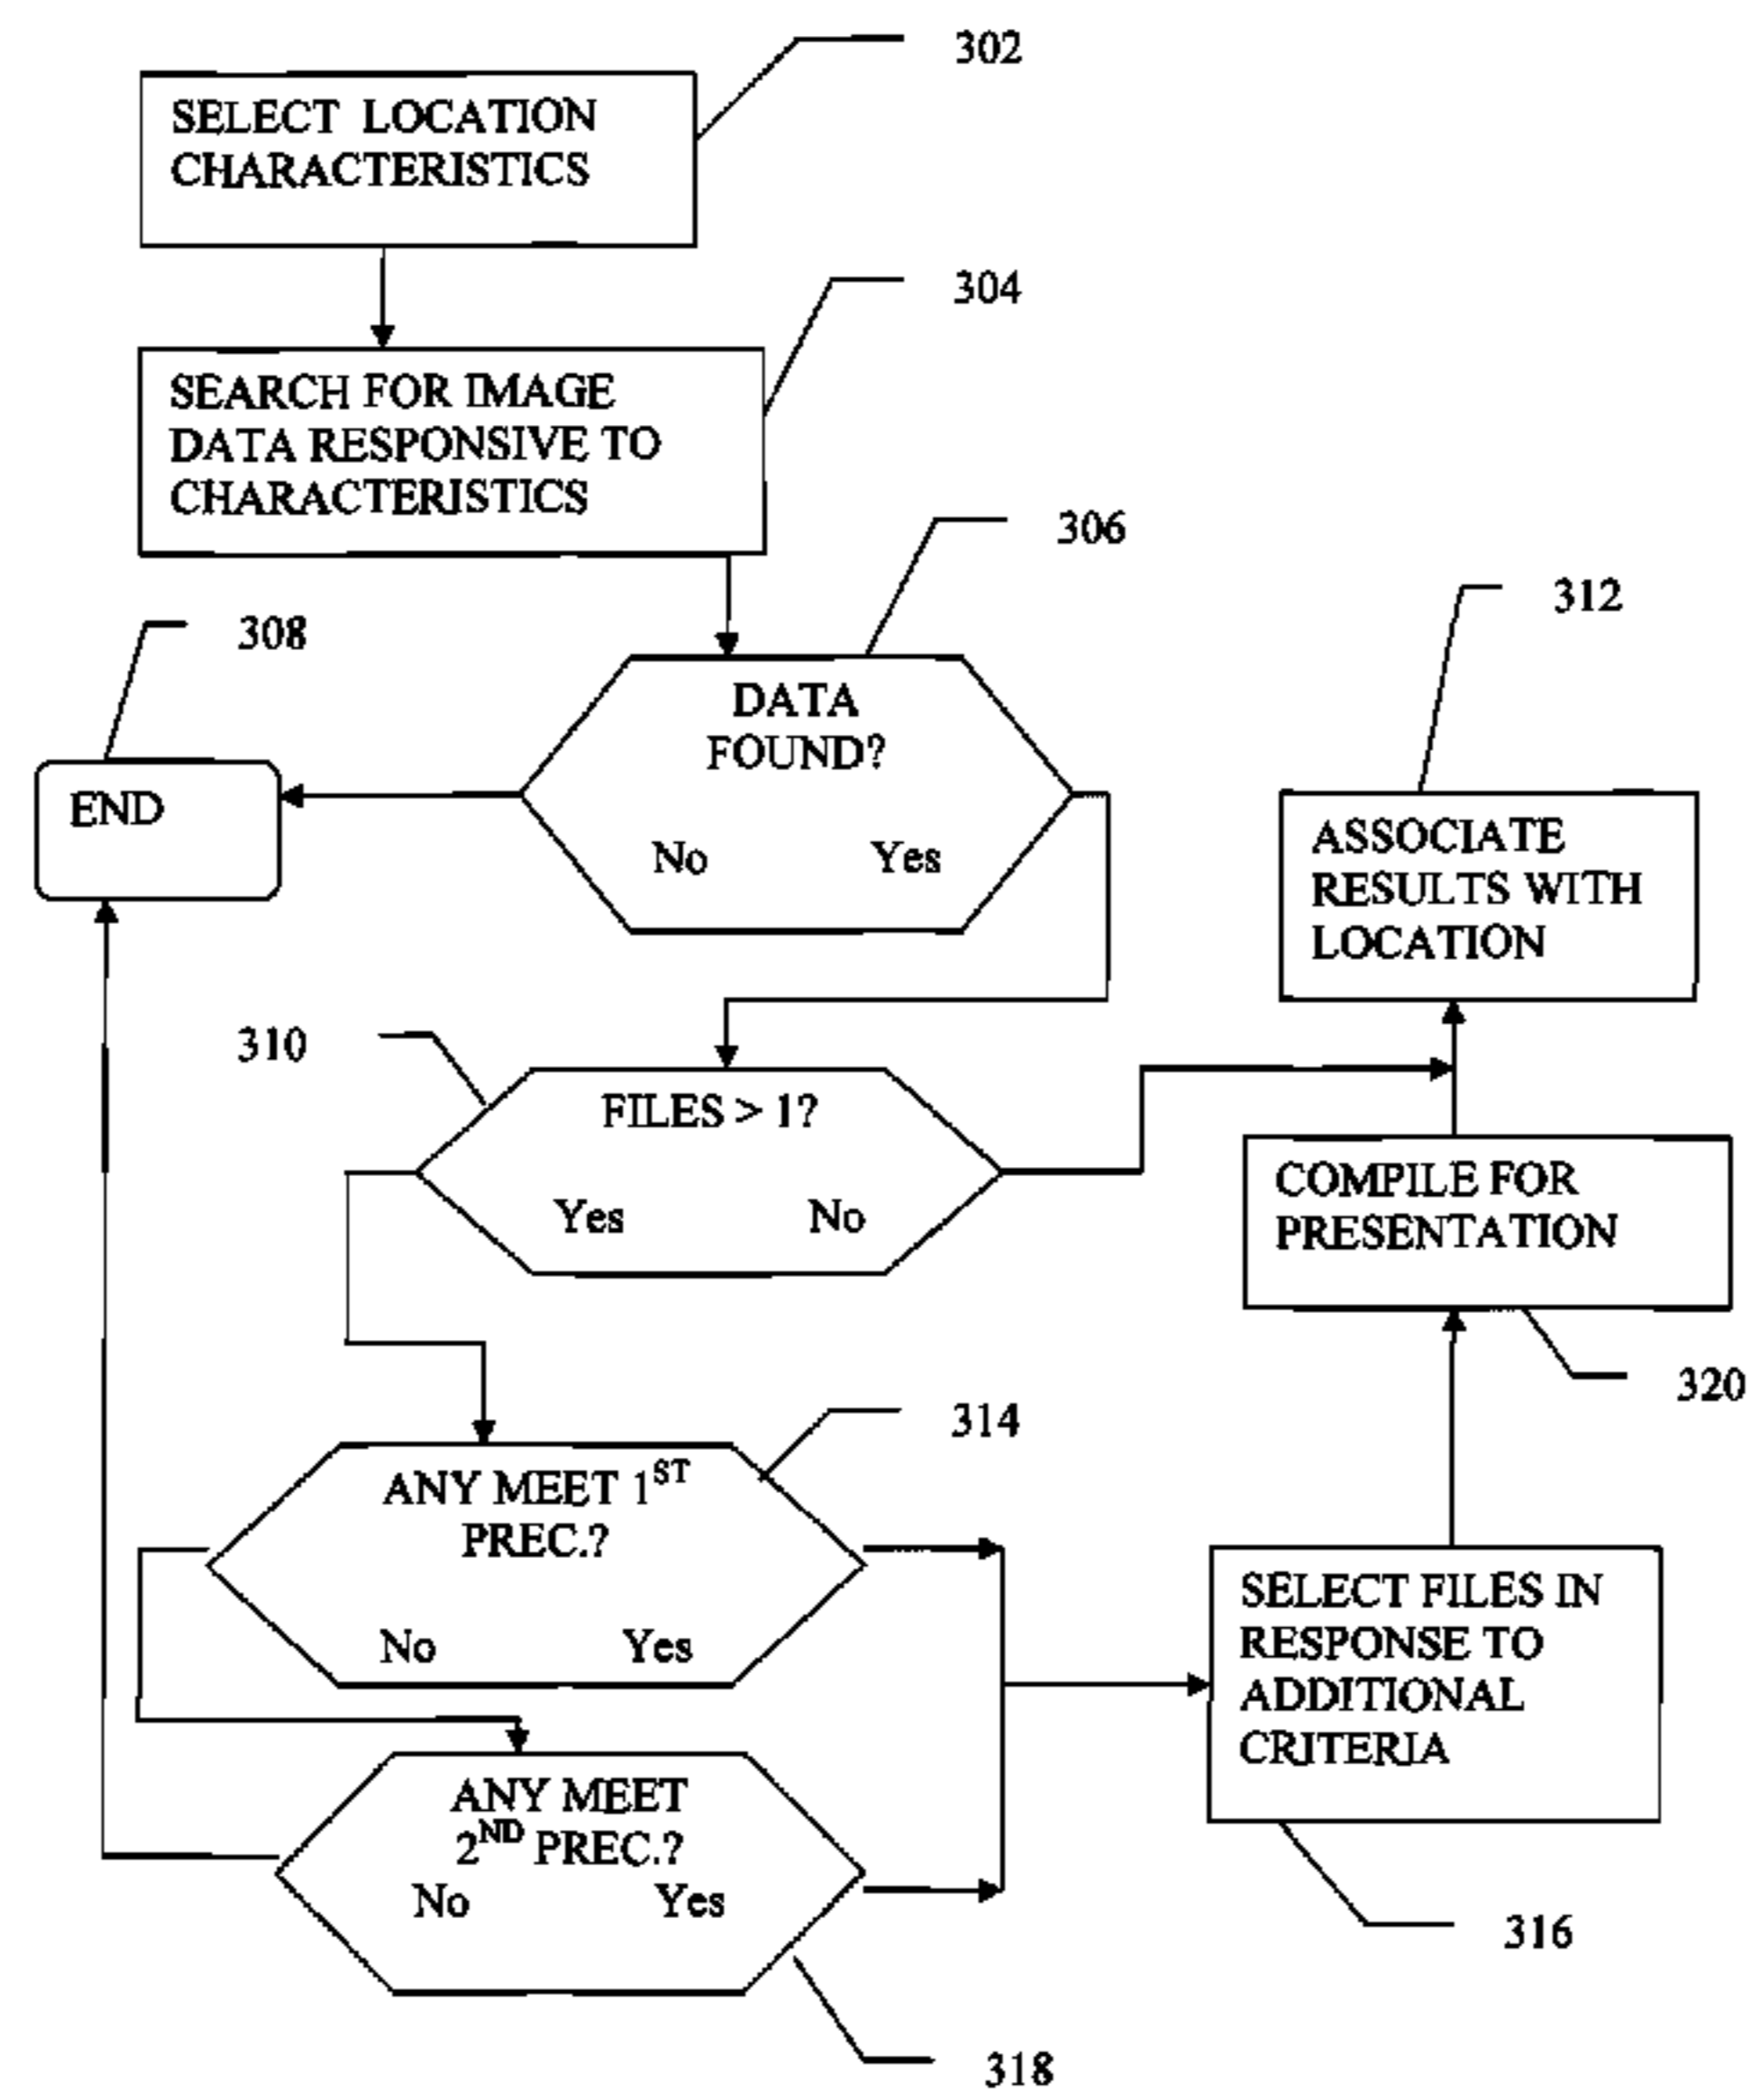 302
SELECT LOCATION
CHARACTERISTICS
304
SEARCH FOR IMAGE
DATA RESPONSIVE TO
CHARACTERISTICS
306
308
DATA
FOUND?
No Yes
END
312
ASSOCIATE
RESULTS WITH
LOCATION
310
FILES > 1?
Yes No
COMPILE FOR
PRESENTATION
320
314
ANY MEET 1ST
PREC.?
No Yes
SELECT FILES IN
RESPONSE TO
ADDITIONAL
CRITERIA
316
ANY MEET
2ND PREC.?
No Yes
318